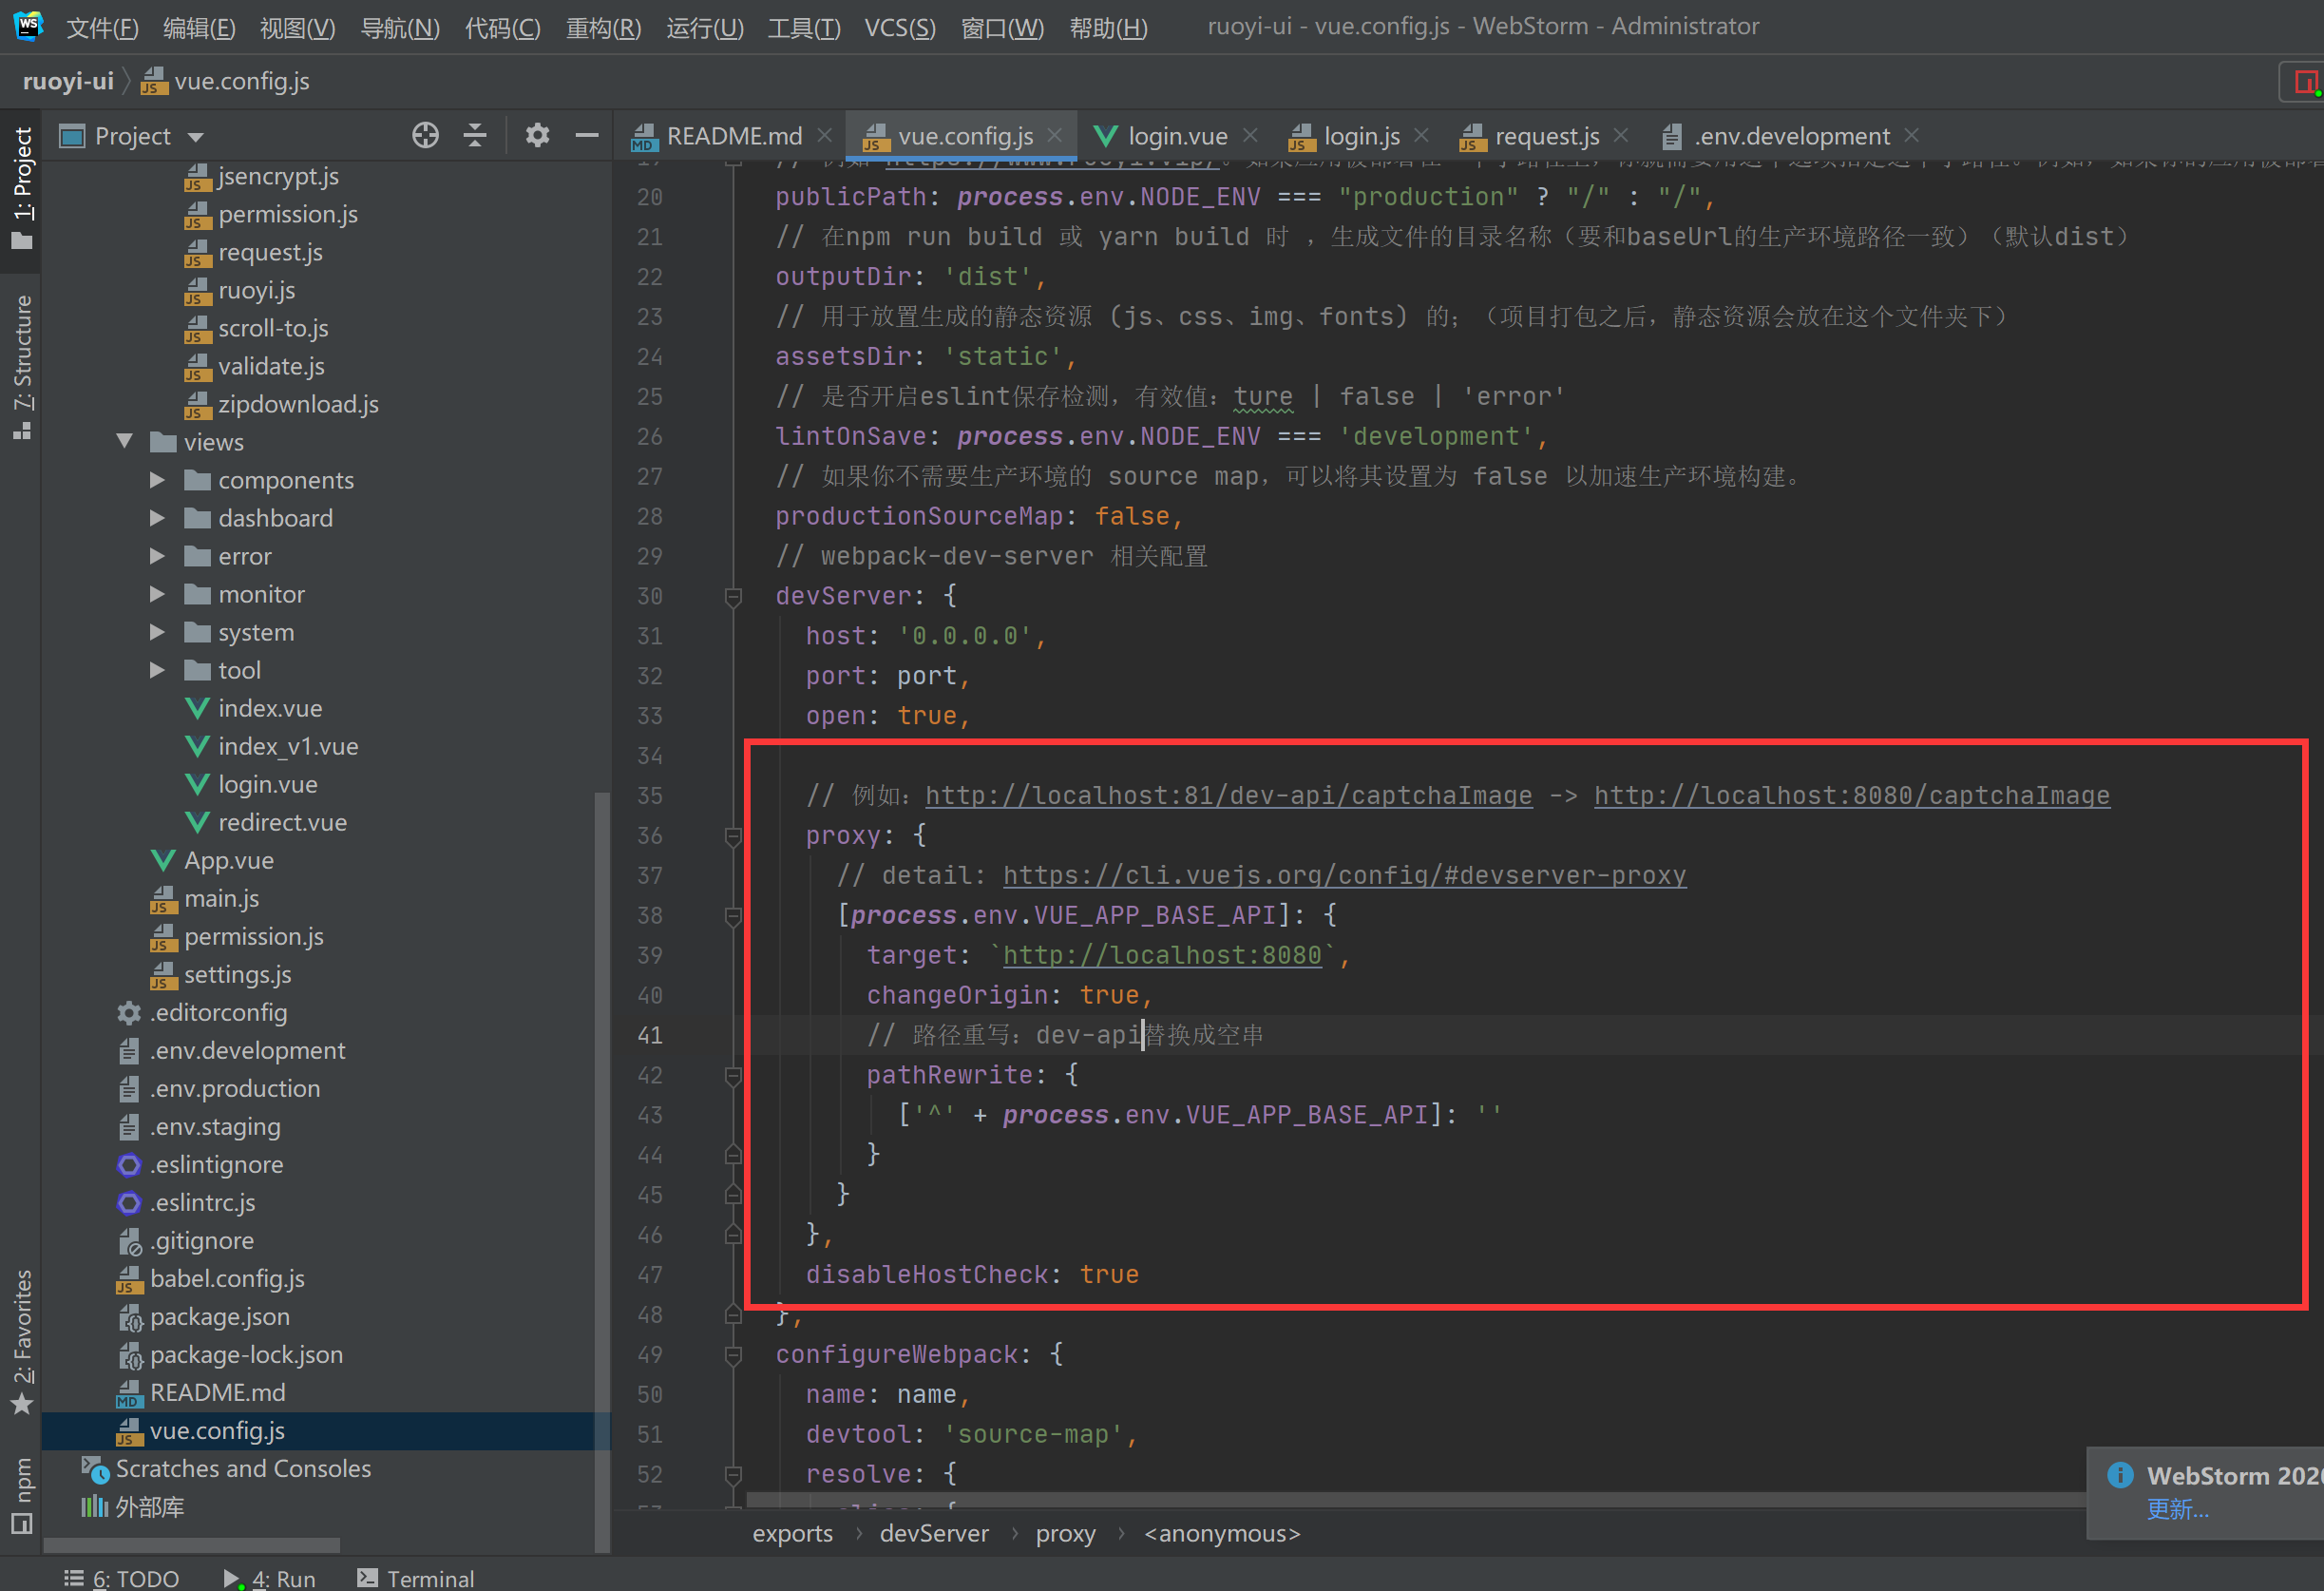 文件(F) 编辑(E) 视图(V) 导航(N) 代码(C) 重构(R) 运行(U) 工具(T) VCS(S) 窗口(W) 帮助(H) ruoyi-ui - vue.config.js - WebStorm - Administrator
ruoyi-ui vue.config.js
Project
README.md vue.config.js login.vue login.js request.js .env.development
1: Project
7: Structure
2: Favorites
npm
jsencrypt.js
permission.js
request.js
ruoyi.js
scroll-to.js
validate.js
zipdownload.js
views
components
dashboard
error
monitor
system
tool
index.vue
index_v1.vue
login.vue
redirect.vue
App.vue
main.js
permission.js
settings.js
.editorconfig
.env.development
.env.production
.env.staging
.eslintignore
.eslintrc.js
.gitignore
babel.config.js
package.json
package-lock.json
README.md
vue.config.js
Scratches and Consoles
外部库
20 publicPath: process.env.NODE_ENV === "production" ? "/" : "/",
21 // 在npm run build 或 yarn build 时 ，生成文件的目录名称（要和baseUrl的生产环境路径一致）（默认dist）
22 outputDir: 'dist',
23 // 用于放置生成的静态资源 (js、css、img、fonts) 的；（项目打包之后，静态资源会放在这个文件夹下）
24 assetsDir: 'static',
25 // 是否开启eslint保存检测，有效值：ture | false | 'error'
26 lintOnSave: process.env.NODE_ENV === 'development',
27 // 如果你不需要生产环境的 source map，可以将其设置为 false 以加速生产环境构建。
28 productionSourceMap: false,
29 // webpack-dev-server 相关配置
30 devServer: {
31 host: '0.0.0.0',
32 port: port,
33 open: true,
34
35 // 例如：http://localhost:81/dev-api/captchaImage -> http://localhost:8080/captchaImage
36 proxy: {
37 // detail: https://cli.vuejs.org/config/#devserver-proxy
38 [process.env.VUE_APP_BASE_API]: {
39 target: `http://localhost:8080`,
40 changeOrigin: true,
41 // 路径重写：dev-api替换成空串
42 pathRewrite: {
43 ['^' + process.env.VUE_APP_BASE_API]: ''
44 }
45 }
46 },
47 disableHostCheck: true
48 },
49 configureWebpack: {
50 name: name,
51 devtool: 'source-map',
52 resolve: {
exports devServer proxy <anonymous>
更新...
6: TODO 4: Run Terminal